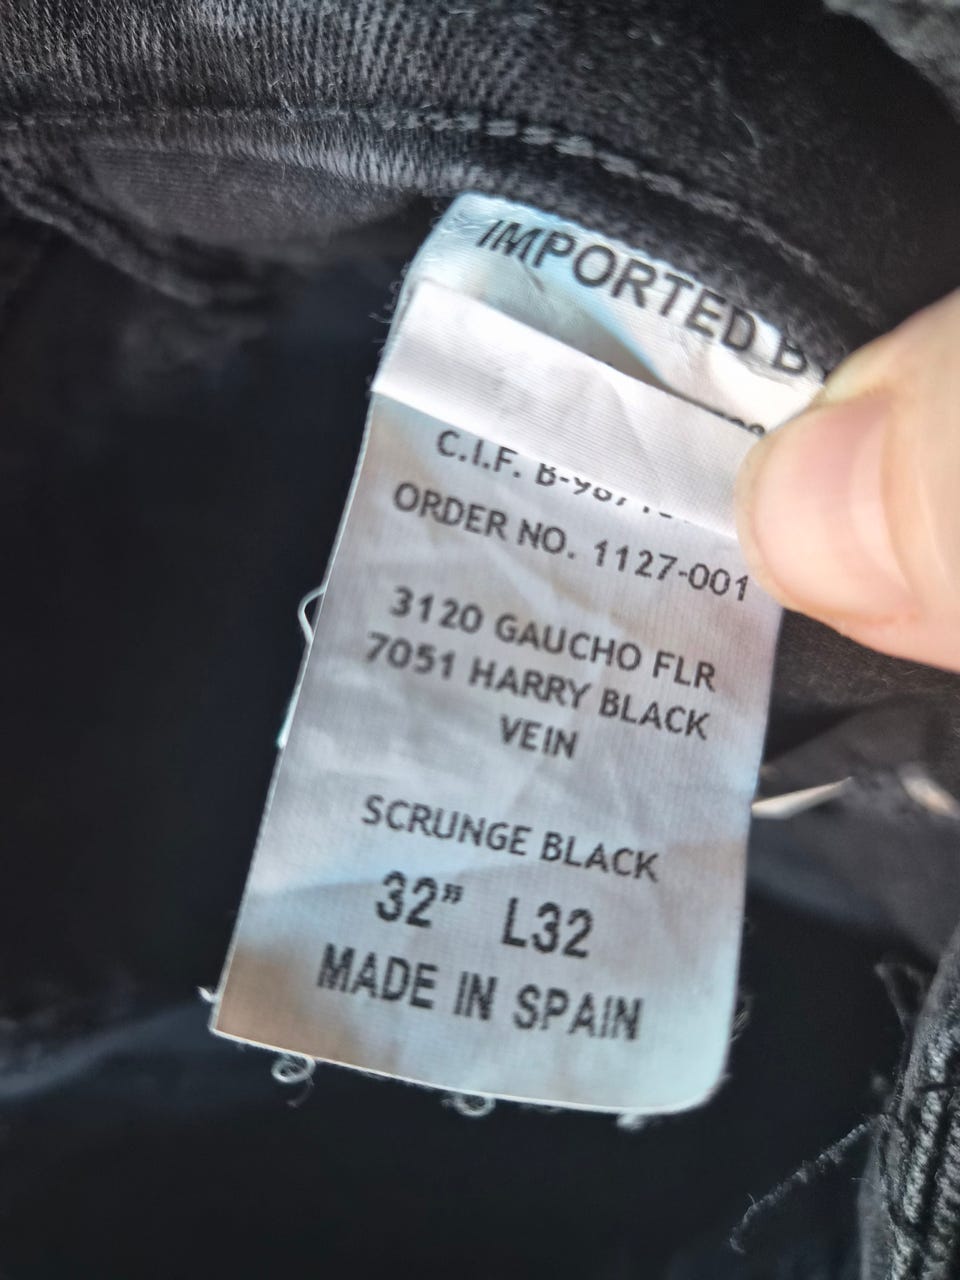 IMPORTED
C.I.F.
ORDER NO. 1127-001
3120 GAUCHO FLR
7051 HARRY BLACK
VEIN
SCRUNGE BLACK
32” L32
MADE IN SPAIN